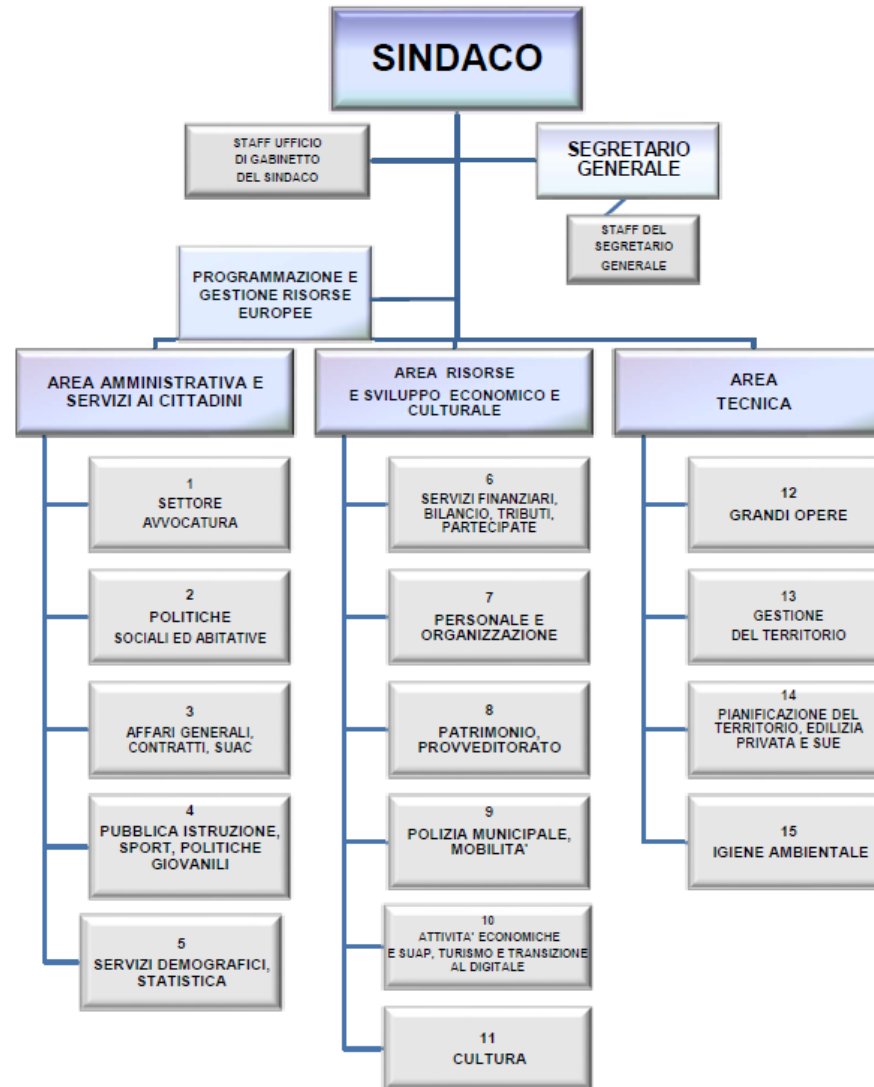 SINDACO
STAFF UFFICIO
DI GABINETTO
DEL SINDACO
SEGRETARIO
GENERALE
STAFF DEL
SEGRETARIO
GENERALE
PROGRAMMAZIONE E
GESTIONE RISORSE
EUROPEE
AREA AMMINISTRATIVA E
SERVIZI AI CITTADINI
1
SETTORE
AVVOCATURA
2
POLITICHE
SOCIALI ED ABITATIVE
3
AFFARI GENERALI,
CONTRATTI, SUAC
4
PUBBLICA ISTRUZIONE,
SPORT, POLITICHE
GIOVANILI
5
SERVIZI DEMOGRAFICI,
STATISTICA
AREA RISORSE
E SVILUPPO ECONOMICO E
CULTURALE
6
SERVIZI FINANZIARI,
BILANCIO, TRIBUTI,
PARTECIPATE
7
PERSONALE E
ORGANIZZAZIONE
8
PATRIMONIO,
PROVVEDITORATO
9
POLIZIA MUNICIPALE,
MOBILITA'
10
ATTIVITA' ECONOMICHE
E SUAP, TURISMO E TRANSIZIONE
AL DIGITALE
11
CULTURA
AREA
TECNICA
12
GRANDI OPERE
13
GESTIONE
DEL TERRITORIO
14
PIANIFICAZIONE DEL
TERRITORIO, EDILIZIA
PRIVATA E SUE
15
IGIENE AMBIENTALE